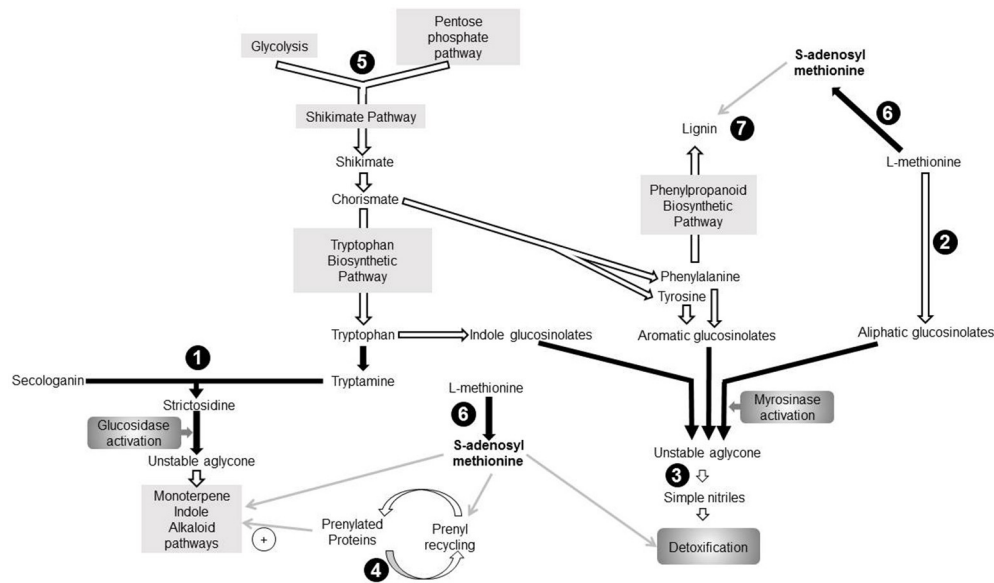 Pentose
phosphate
pathway
Glycolysis
5
S-adenosyl
methionine
Shikimate Pathway
6
Lignin
7
Shikimate
L-methionine
Chorismate
Phenylpropanoid
Biosynthetic
Pathway
Tryptophan
Biosynthetic
Pathway
2
Phenylalanine
Tyrosine
Tryptophan
Indole glucosinolates
Aromatic glucosinolates
Aliphatic glucosinolates
1
Secologanin
Tryptamine
L-methionine
Strictosidine
Myrosinase
activation
6
Glucosidase
activation
S-adenosyl
methionine
Unstable aglycone
Unstable aglycone
3
Simple nitriles
Monoterpene
Indole
Alkaloid
pathways
+
Prenylated
Proteins
Prenyl
recycling
Detoxification
4